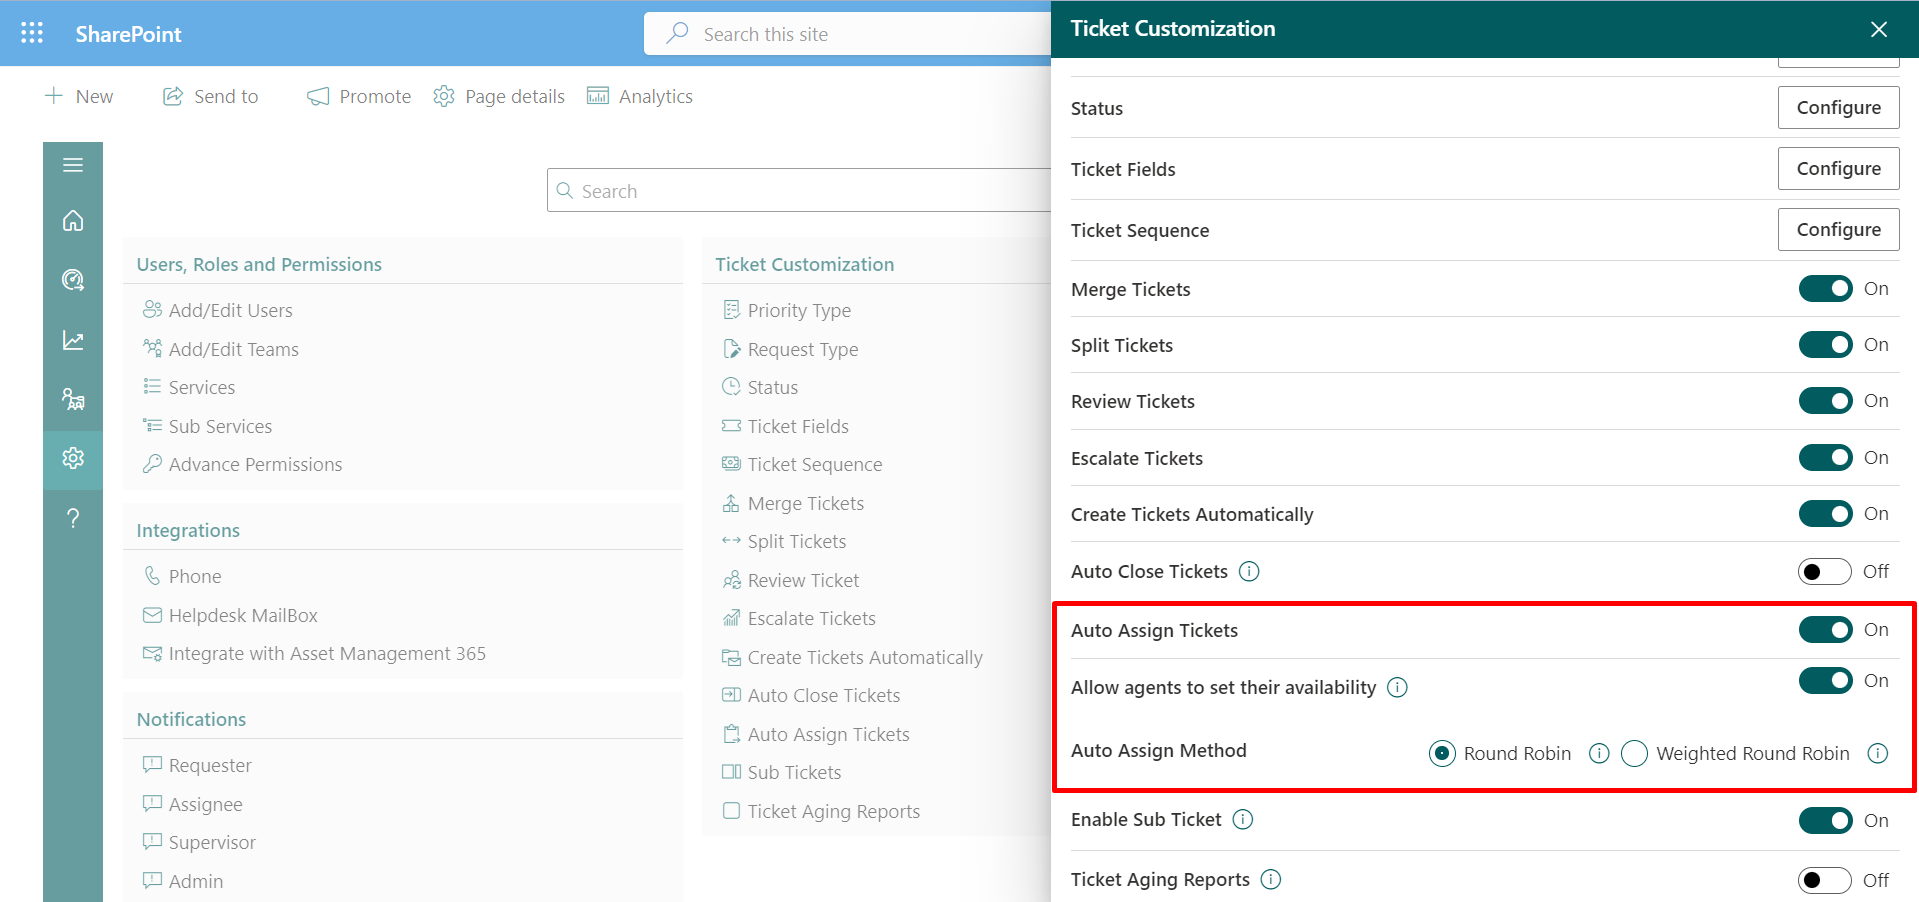 SharePoint
Search this site
New
Send to
Promote
Page details
Analytics
Search
Users, Roles and Permissions
Add/Edit Users
Add/Edit Teams
Services
Sub Services
Advance Permissions
Integrations
Phone
Helpdesk MailBox
Integrate with Asset Management 365
Notifications
Requester
Assignee
Supervisor
Admin
Ticket Customization
Priority Type
Request Type
Status
Ticket Fields
Ticket Sequence
Merge Tickets
Split Tickets
Review Ticket
Escalate Tickets
Create Tickets Automatically
Auto Close Tickets
Auto Assign Tickets
Sub Tickets
Ticket Aging Reports
Ticket Customization
Status Configure
Ticket Fields Configure
Ticket Sequence Configure
Merge Tickets On
Split Tickets On
Review Tickets On
Escalate Tickets On
Create Tickets Automatically On
Auto Close Tickets Off
Auto Assign Tickets On
Allow agents to set their availability On
Auto Assign Method Round Robin Weighted Round Robin
Enable Sub Ticket On
Ticket Aging Reports Off